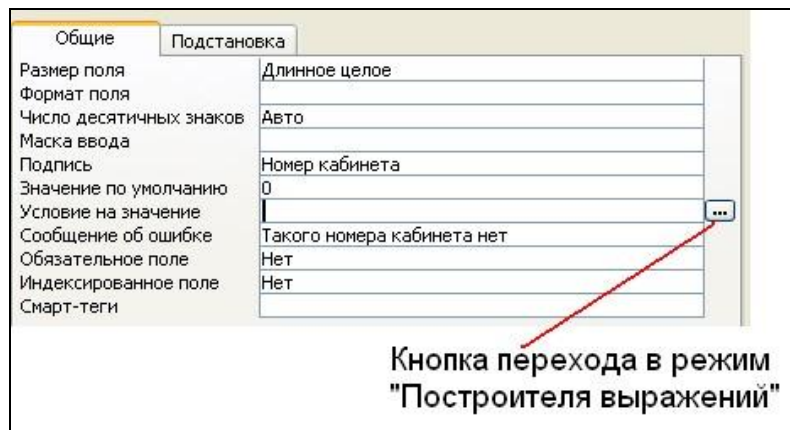 Общие Подстановка
Размер поля Длинное целое
Формат поля
Число десятичных знаков Авто
Маска ввода
Подпись Номер кабинета
Значение по умолчанию 0
Условие на значение ...
Сообщение об ошибке Такого номера кабинета нет
Обязательное поле Нет
Индексированное поле Нет
Смарт-теги
Кнопка перехода в режим
"Построителя выражений"